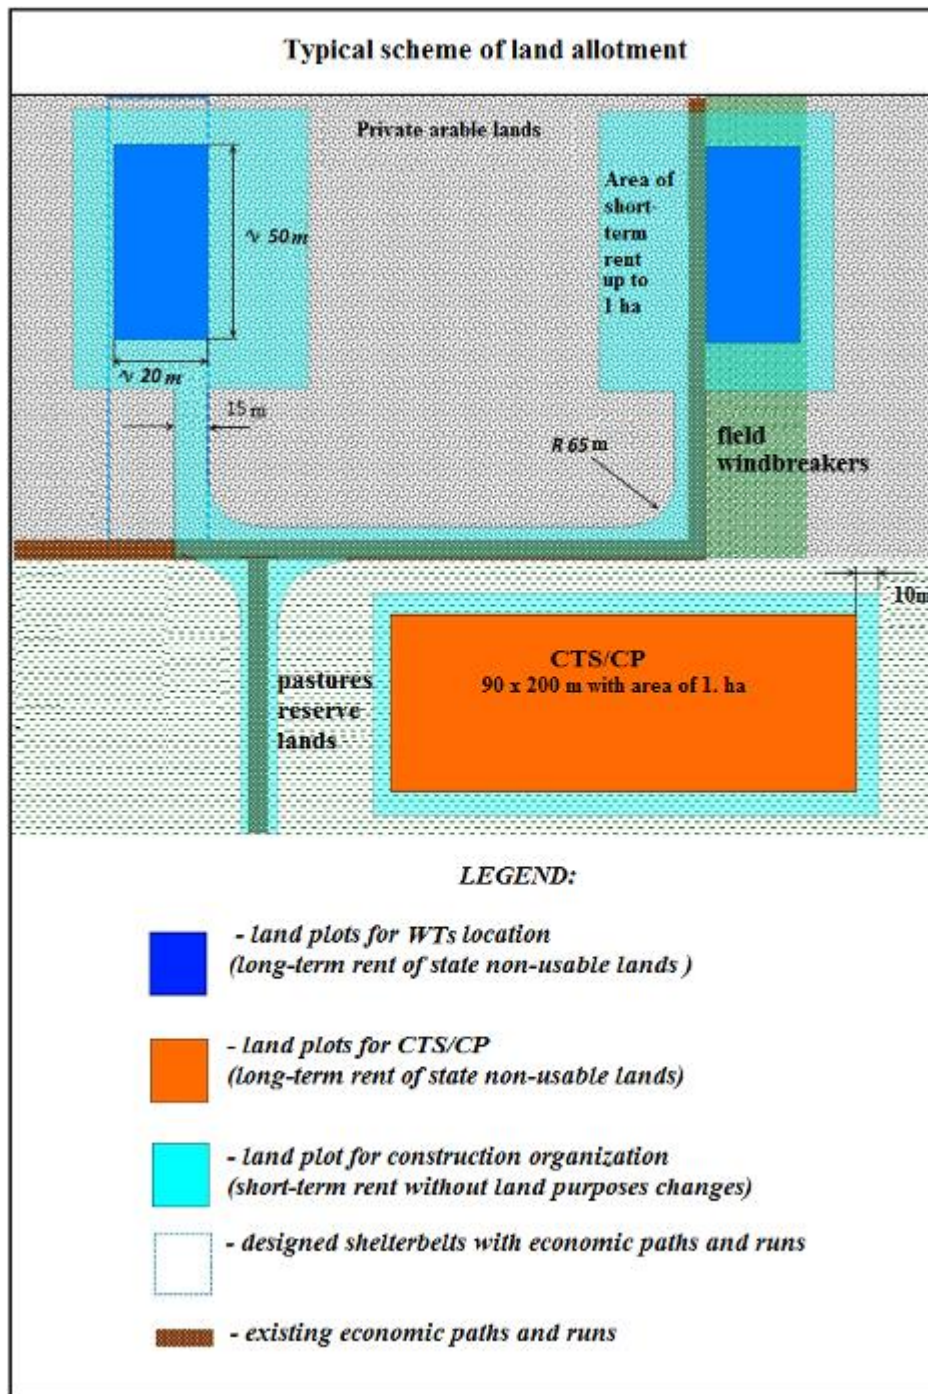 Typical scheme of land allotment
Private arable lands
Area of
short
term
rent
up to
1 ha
~ 50 m
~ 20 m
15 m
R 65 m
field
windbreakers
10m
CTS/CP
90 x 200 m with area of 1. ha
pastures
reserve
lands
LEGEND:
- land plots for WTs location
(long-term rent of state non-usable lands )
- land plots for CTS/CP
(long-term rent of state non-usable lands)
- land plot for construction organization
(short-term rent without land purposes changes)
- designed shelterbelts with economic paths and runs
- existing economic paths and runs